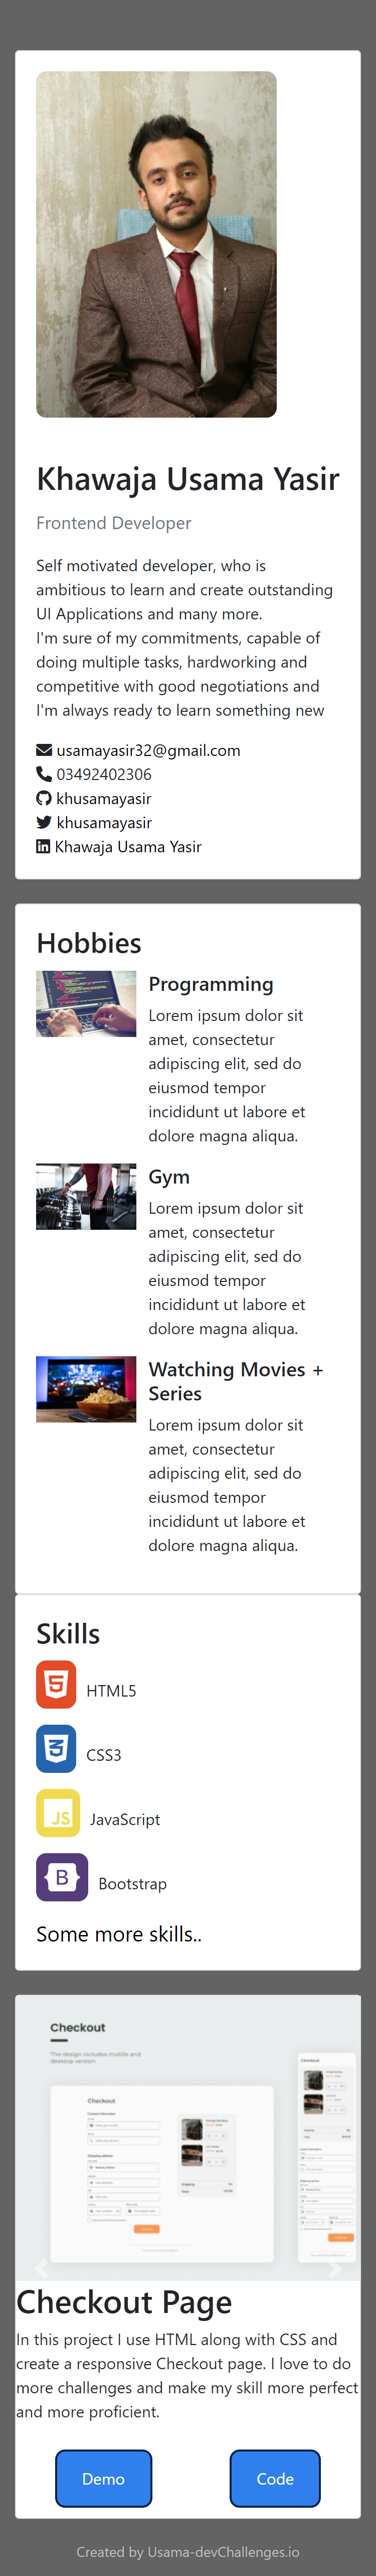 Khawaja Usama Yasir
Frontend Developer
Self motivated developer, who is
ambitious to learn and create outstanding
UI Applications and many more.
I'm sure of my commitments, capable of
doing multiple tasks, hardworking and
competitive with good negotiations and
I'm always ready to learn something new
usamayasir32@gmail.com
03492402306
khusamayasir
khusamayasir
Khawaja Usama Yasir
Hobbies
Programming
Lorem ipsum dolor sit
amet, consectetur
adipiscing elit, sed do
eiusmod tempor
incididunt ut labore et
dolore magna aliqua.
Gym
Lorem ipsum dolor sit
amet, consectetur
adipiscing elit, sed do
eiusmod tempor
incididunt ut labore et
dolore magna aliqua.
Watching Movies +
Series
Lorem ipsum dolor sit
amet, consectetur
adipiscing elit, sed do
eiusmod tempor
incididunt ut labore et
dolore magna aliqua.
Skills
HTML5
CSS3
JS JavaScript
B Bootstrap
Some more skills..
Checkout
The design includes mobile and
desktop version
Checkout
Checkout Page
In this project I use HTML along with CSS and
create a responsive Checkout page. I love to do
more challenges and make my skill more perfect
and more proficient.
Demo
Code
Created by Usama-devChallenges.io